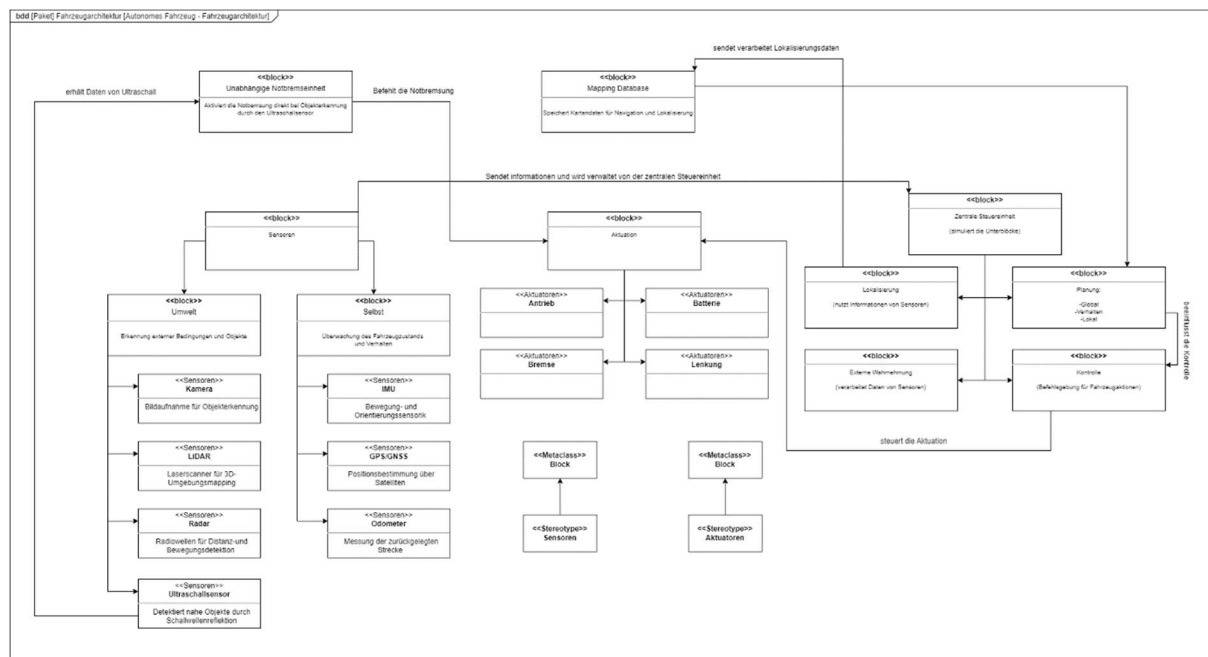 bdd [Paket] Fahrzeugarchitektur [Autonomes Fahrzeug - Fahrzeugarchitektur]
sendet verarbeitet Lokalisierungsdaten
erhält Daten von Ultraschall
<<block>>
Unabhängige Notbremseinheit
Aktiviert die Notbremsung direkt bei Objekterkennung
durch den Ultraschallsensor
Befehlt die Notbremsung
<<block>>
Mapping Database
Speichert Kartendaten für Navigation und Lokalisierung
Sendet informationen und wird verwaltet von der zentralen Steuereinheit
<<block>>
Sensoren
<<block>>
Aktuation
<<block>>
Zentrale Steuereinheit
(simuliert die Unterblöcke)
<<block>>
Lokalisierung
(nutzt Informationen von Sensoren)
<<block>>
Planung:
-Global
-Verhalten
-Lokal
beeinflusst die Kontrolle
<<block>>
Externe Wahrnehmung
(verarbeitet Daten von Sensoren)
<<block>>
Kontrolle
(Befehlsgebung für Fahrzeugaktionen)
steuert die Aktuation
<<block>>
Umwelt
Erkennung externer Bedingungen und Objekte
<<block>>
Selbst
Überwachung des Fahrzeugzustands
und Verhalten
<<Aktuatoren>>
Antrieb
<<Aktuatoren>>
Batterie
<<Aktuatoren>>
Bremse
<<Aktuatoren>>
Lenkung
<<Sensoren>>
Kamera
Bildaufnahme für Objekterkennung
<<Sensoren>>
IMU
Bewegung- und
Orientierungssensorik
<<Sensoren>>
LiDAR
Laserscanner für 3D-
Umgebungsmapping
<<Sensoren>>
GPS/GNSS
Positionsbestimmung über
Satelliten
<<Sensoren>>
Radar
Radiowellen für Distanz-und
Bewegungsdetektion
<<Sensoren>>
Odometer
Messung der zurückgelegten
Strecke
<<Sensoren>>
Ultraschallsensor
Detektiert nahe Objekte durch
Schallwellenreflektion
<<Metaclass>>
Block
<<Metaclass>>
Block
<<Stereotype>>
Sensoren
<<Stereotype>>
Aktuatoren